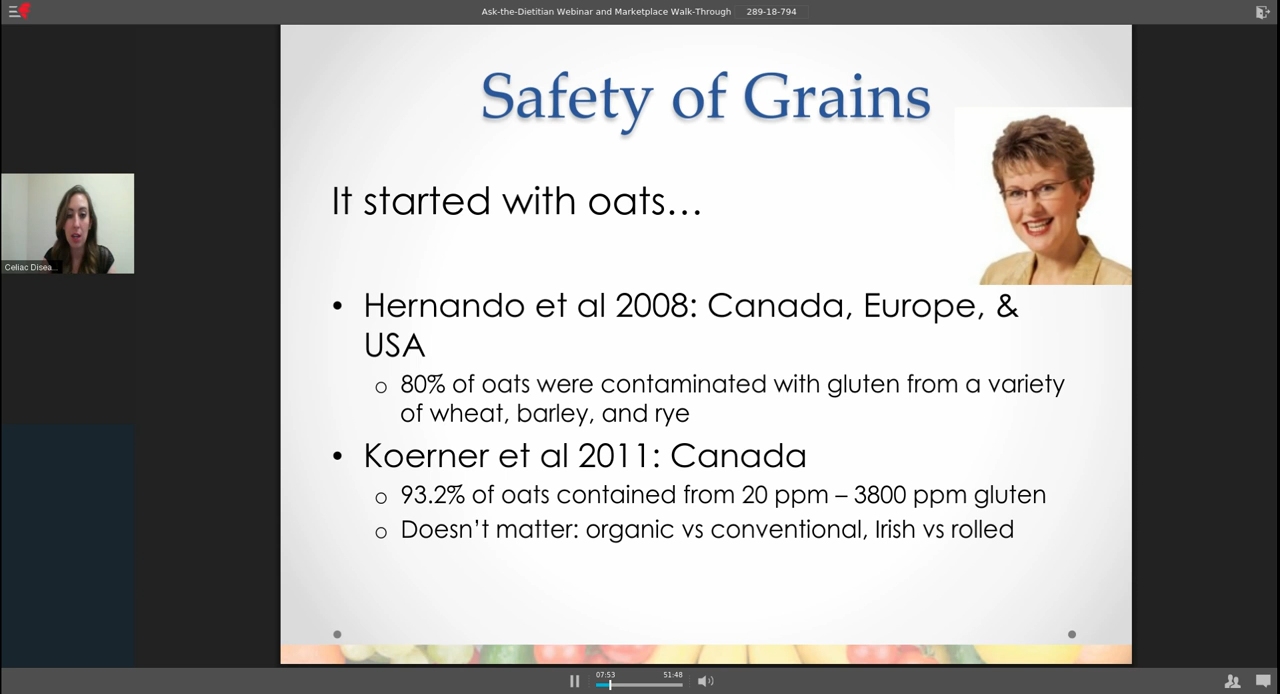 Ask-the-Dietitian Webinar and Marketplace Walk-Through 289-18-794
Safety of Grains
It started with oats...
Celiac Disea...
• Hernando et al 2008: Canada, Europe, &
USA
o 80% of oats were contaminated with gluten from a variety
of wheat, barley, and rye
• Koerner et al 2011: Canada
o 93.2% of oats contained from 20 ppm – 3800 ppm gluten
o Doesn't matter: organic vs conventional, Irish vs rolled
07:53 51:48